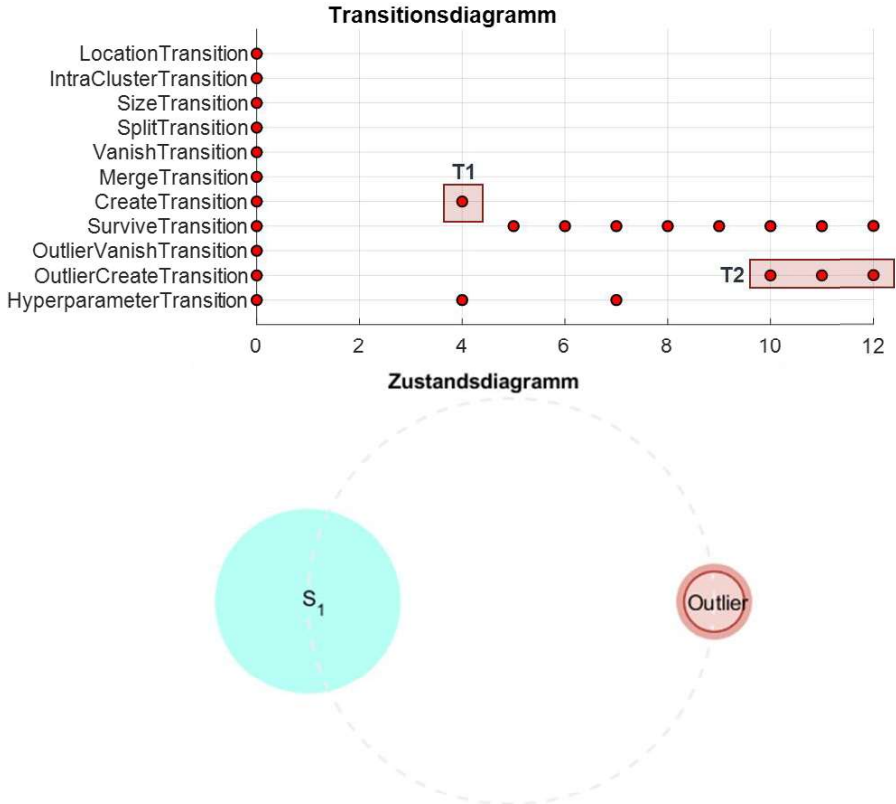 Transitionsdiagramm
LocationTransition
IntraClusterTransition
SizeTransition
SplitTransition
VanishTransition
MergeTransition
T1
CreateTransition
SurviveTransition
OutlierVanishTransition
OutlierCreateTransition
T2
HyperparameterTransition
0 2 4 6 8 10 12
Zustandsdiagramm
S1
Outlier